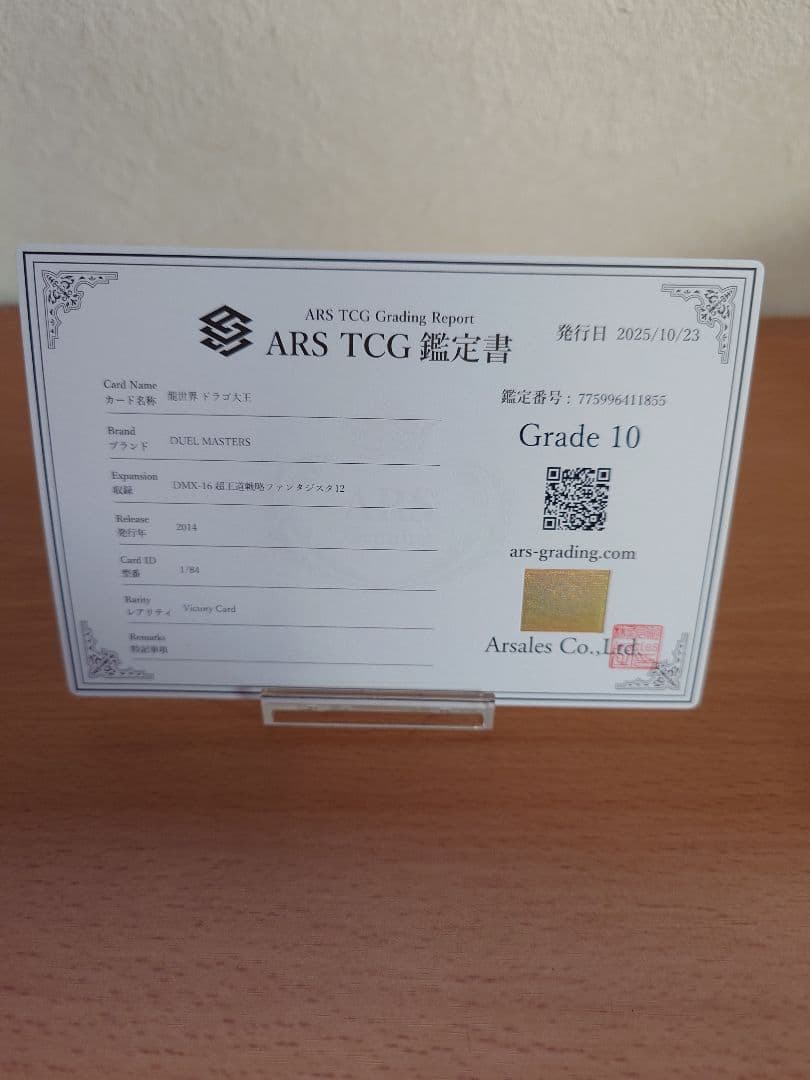 ARS TCG Grading Report
ARS TCG 鑑定書
発行日 2025/10/23
Card Name
カード名称 龍世界 ドラゴ大王
鑑定番号 : 775996411855
Brand
ブランド DUEL MASTERS
Grade 10
Expansion
収録 DMX-16 超王道戦略ファンタジスタ12
Release
発行年 2014
ars-grading.com
Card ID
型番 1/84
Rarity
レアリティ Victory Card
Remarks
特記事項
Arsales Co.,Ltd.